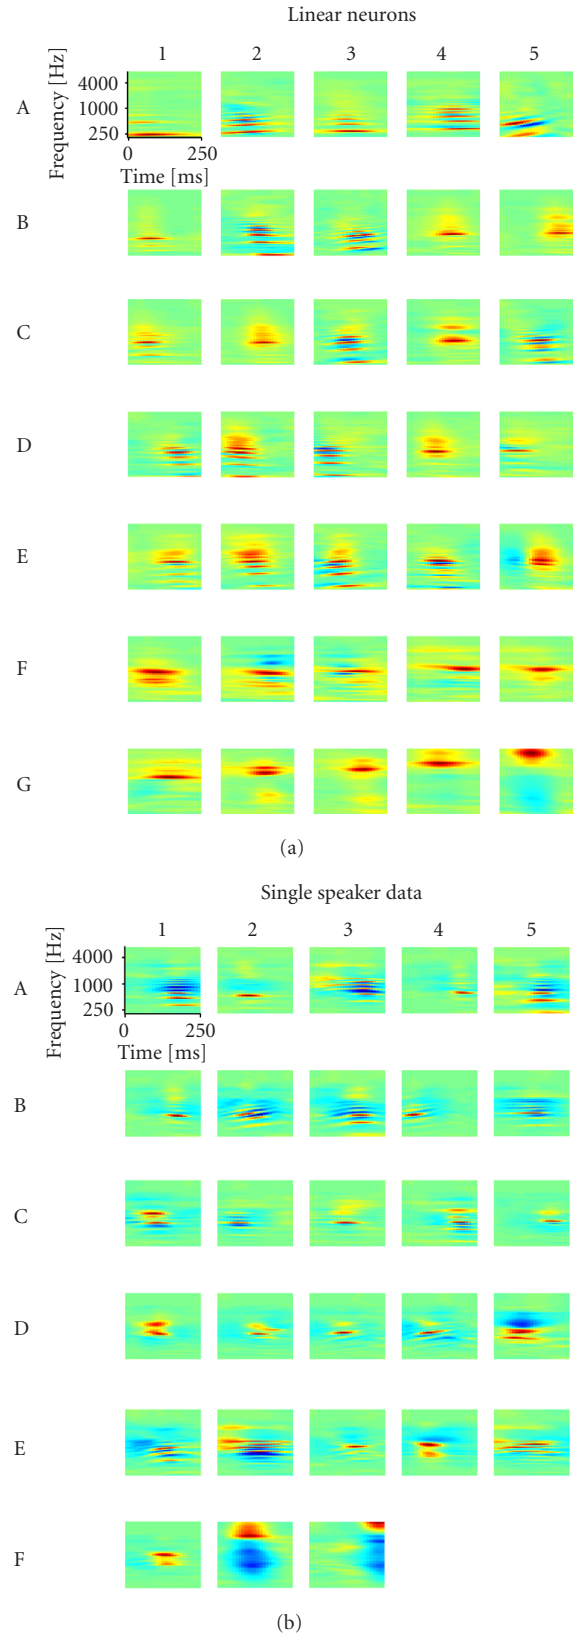 Linear neurons
1 2 3 4 5
A
Frequency [Hz]
4000
1000
250
0 250
Time [ms]
B
C
D
E
F
G
(a)
Single speaker data
1 2 3 4 5
A
Frequency [Hz]
4000
1000
250
0 250
Time [ms]
B
C
D
E
F
(b)